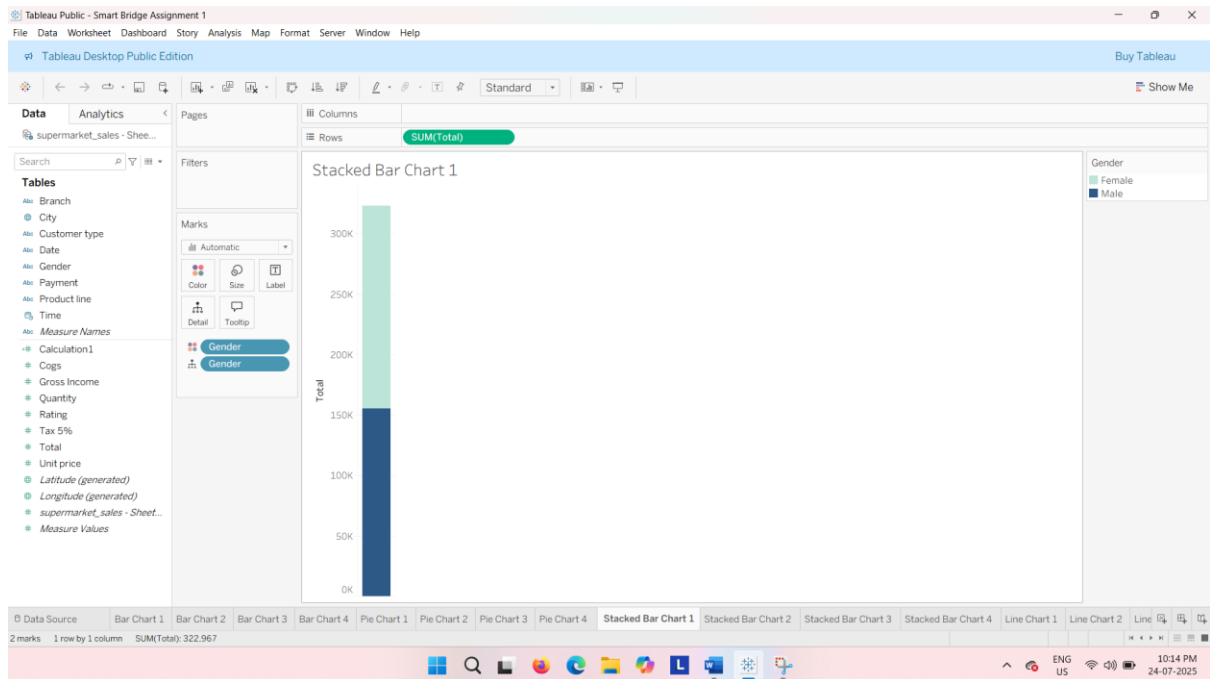 Tableau Public - Smart Bridge Assignment 1
File Data Worksheet Dashboard Story Analysis Map Format Server Window Help
Tableau Desktop Public Edition
Buy Tableau
Standard
Show Me
Data
Analytics
supermarket_sales - Shee...
Search
Tables
Abc Branch
City
Abc Customer type
Abc Date
Abc Gender
Abc Payment
Abc Product line
Time
Abc Measure Names
Calculation1
Cogs
Gross Income
Quantity
Rating
Tax 5%
Total
Unit price
Latitude (generated)
Longitude (generated)
supermarket_sales - Sheet...
Measure Values
Pages
Filters
Marks
Automatic
Color Size Label
Detail Tooltip
Gender
Gender
Columns
Rows
SUM(Total)
Stacked Bar Chart 1
300K
250K
200K
150K
100K
50K
0K
Total
Gender
Female
Male
Data Source Bar Chart 1 Bar Chart 2 Bar Chart 3 Bar Chart 4 Pie Chart 1 Pie Chart 2 Pie Chart 3 Pie Chart 4 Stacked Bar Chart 1 Stacked Bar Chart 2 Stacked Bar Chart 3 Stacked Bar Chart 4 Line Chart 1 Line Chart 2 Line
2 marks 1 row by 1 column SUM(Total): 322,967
ENG
US
10:14 PM
24-07-2025